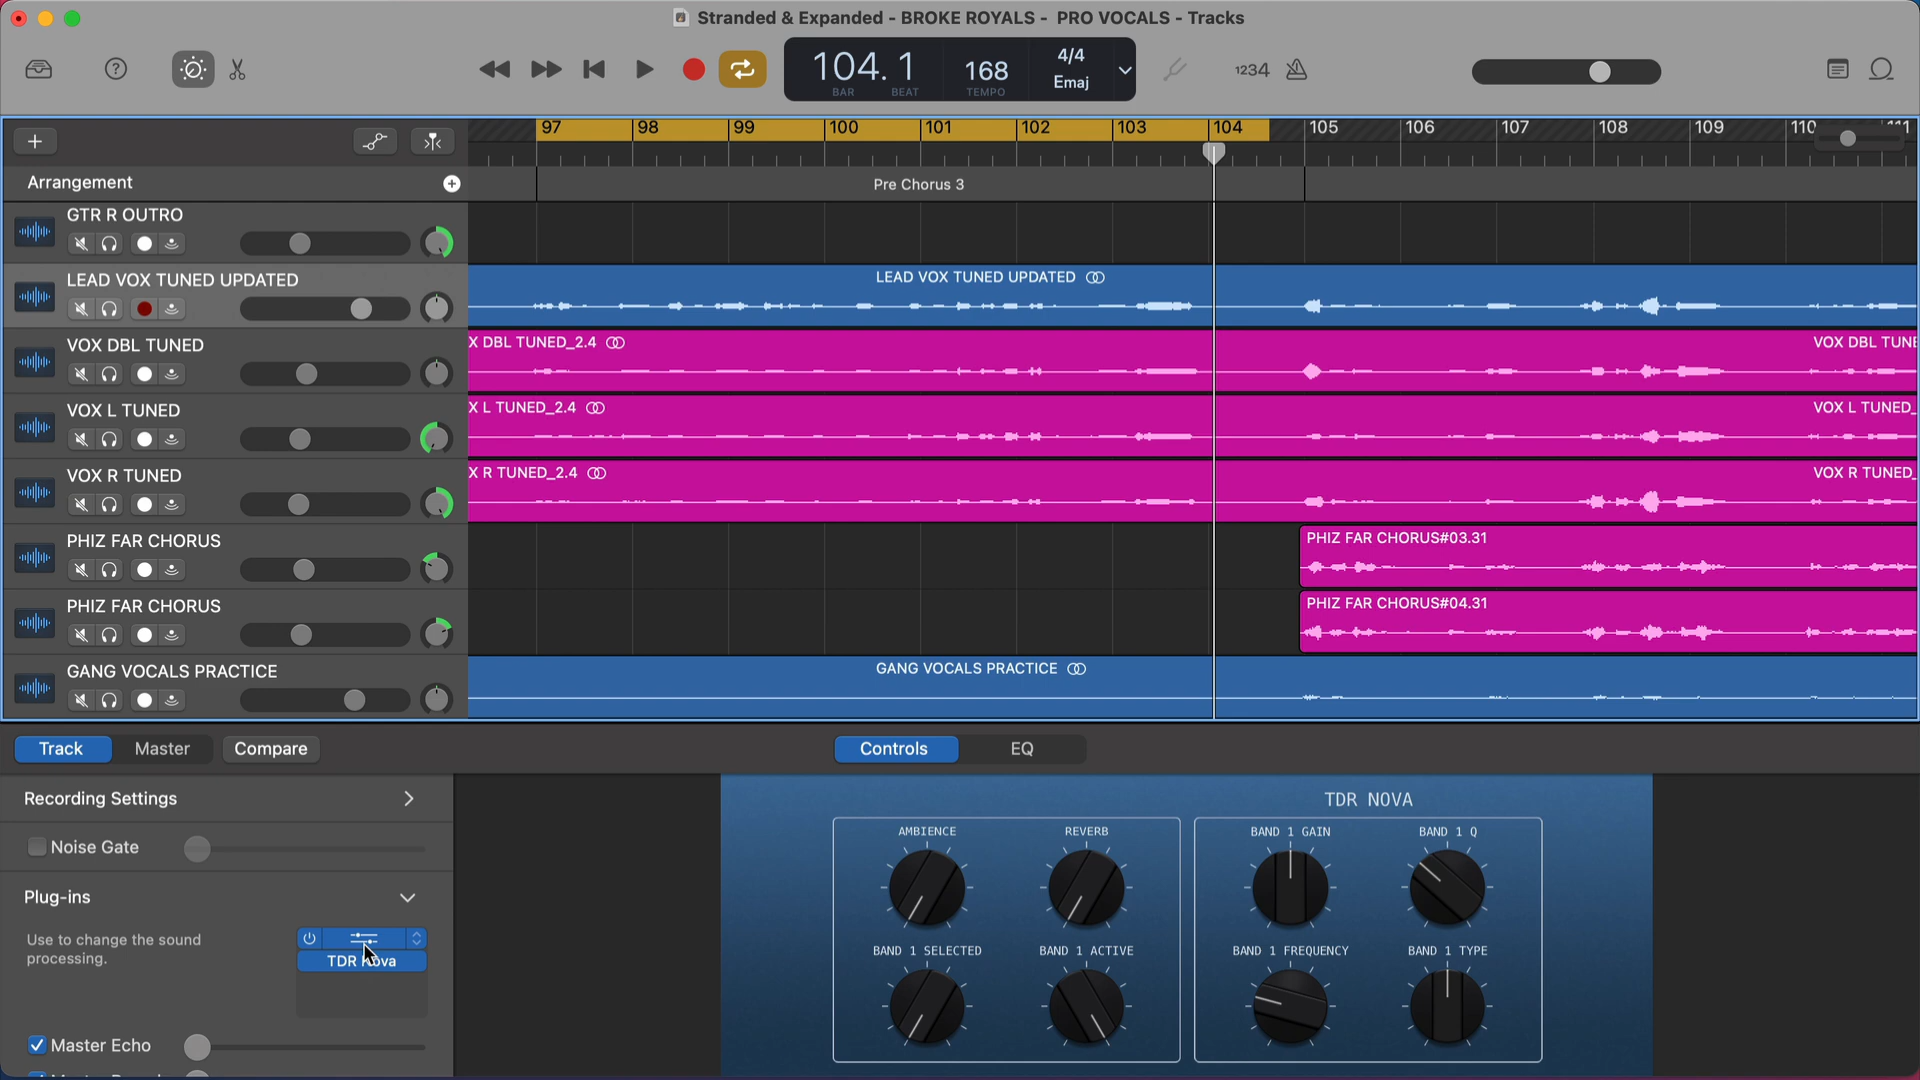 Stranded & Expanded - BROKE ROYALS - PRO VOCALS - Tracks
104. 1
BAR
BEAT
168
TEMPO
4/4
Emaj
1234
97
98
99
100
101
102
103
104
105
106
107
108
109
110
111
Arrangement
Pre Chorus 3
GTR R OUTRO
LEAD VOX TUNED UPDATED
LEAD VOX TUNED UPDATED
VOX DBL TUNED
X DBL TUNED_2.4
VOX DBL TUNE
VOX L TUNED
X L TUNED_2.4
VOX L TUNED_
VOX R TUNED
X R TUNED_2.4
VOX R TUNED_
PHIZ FAR CHORUS
PHIZ FAR CHORUS#03.31
PHIZ FAR CHORUS
PHIZ FAR CHORUS#04.31
GANG VOCALS PRACTICE
GANG VOCALS PRACTICE
Track
Master
Compare
Controls
EQ
Recording Settings
Noise Gate
Plug-ins
Use to change the sound
processing.
TDR Nova
Master Echo
TDR NOVA
AMBIENCE
REVERB
BAND 1 GAIN
BAND 1 Q
BAND 1 SELECTED
BAND 1 ACTIVE
BAND 1 FREQUENCY
BAND 1 TYPE